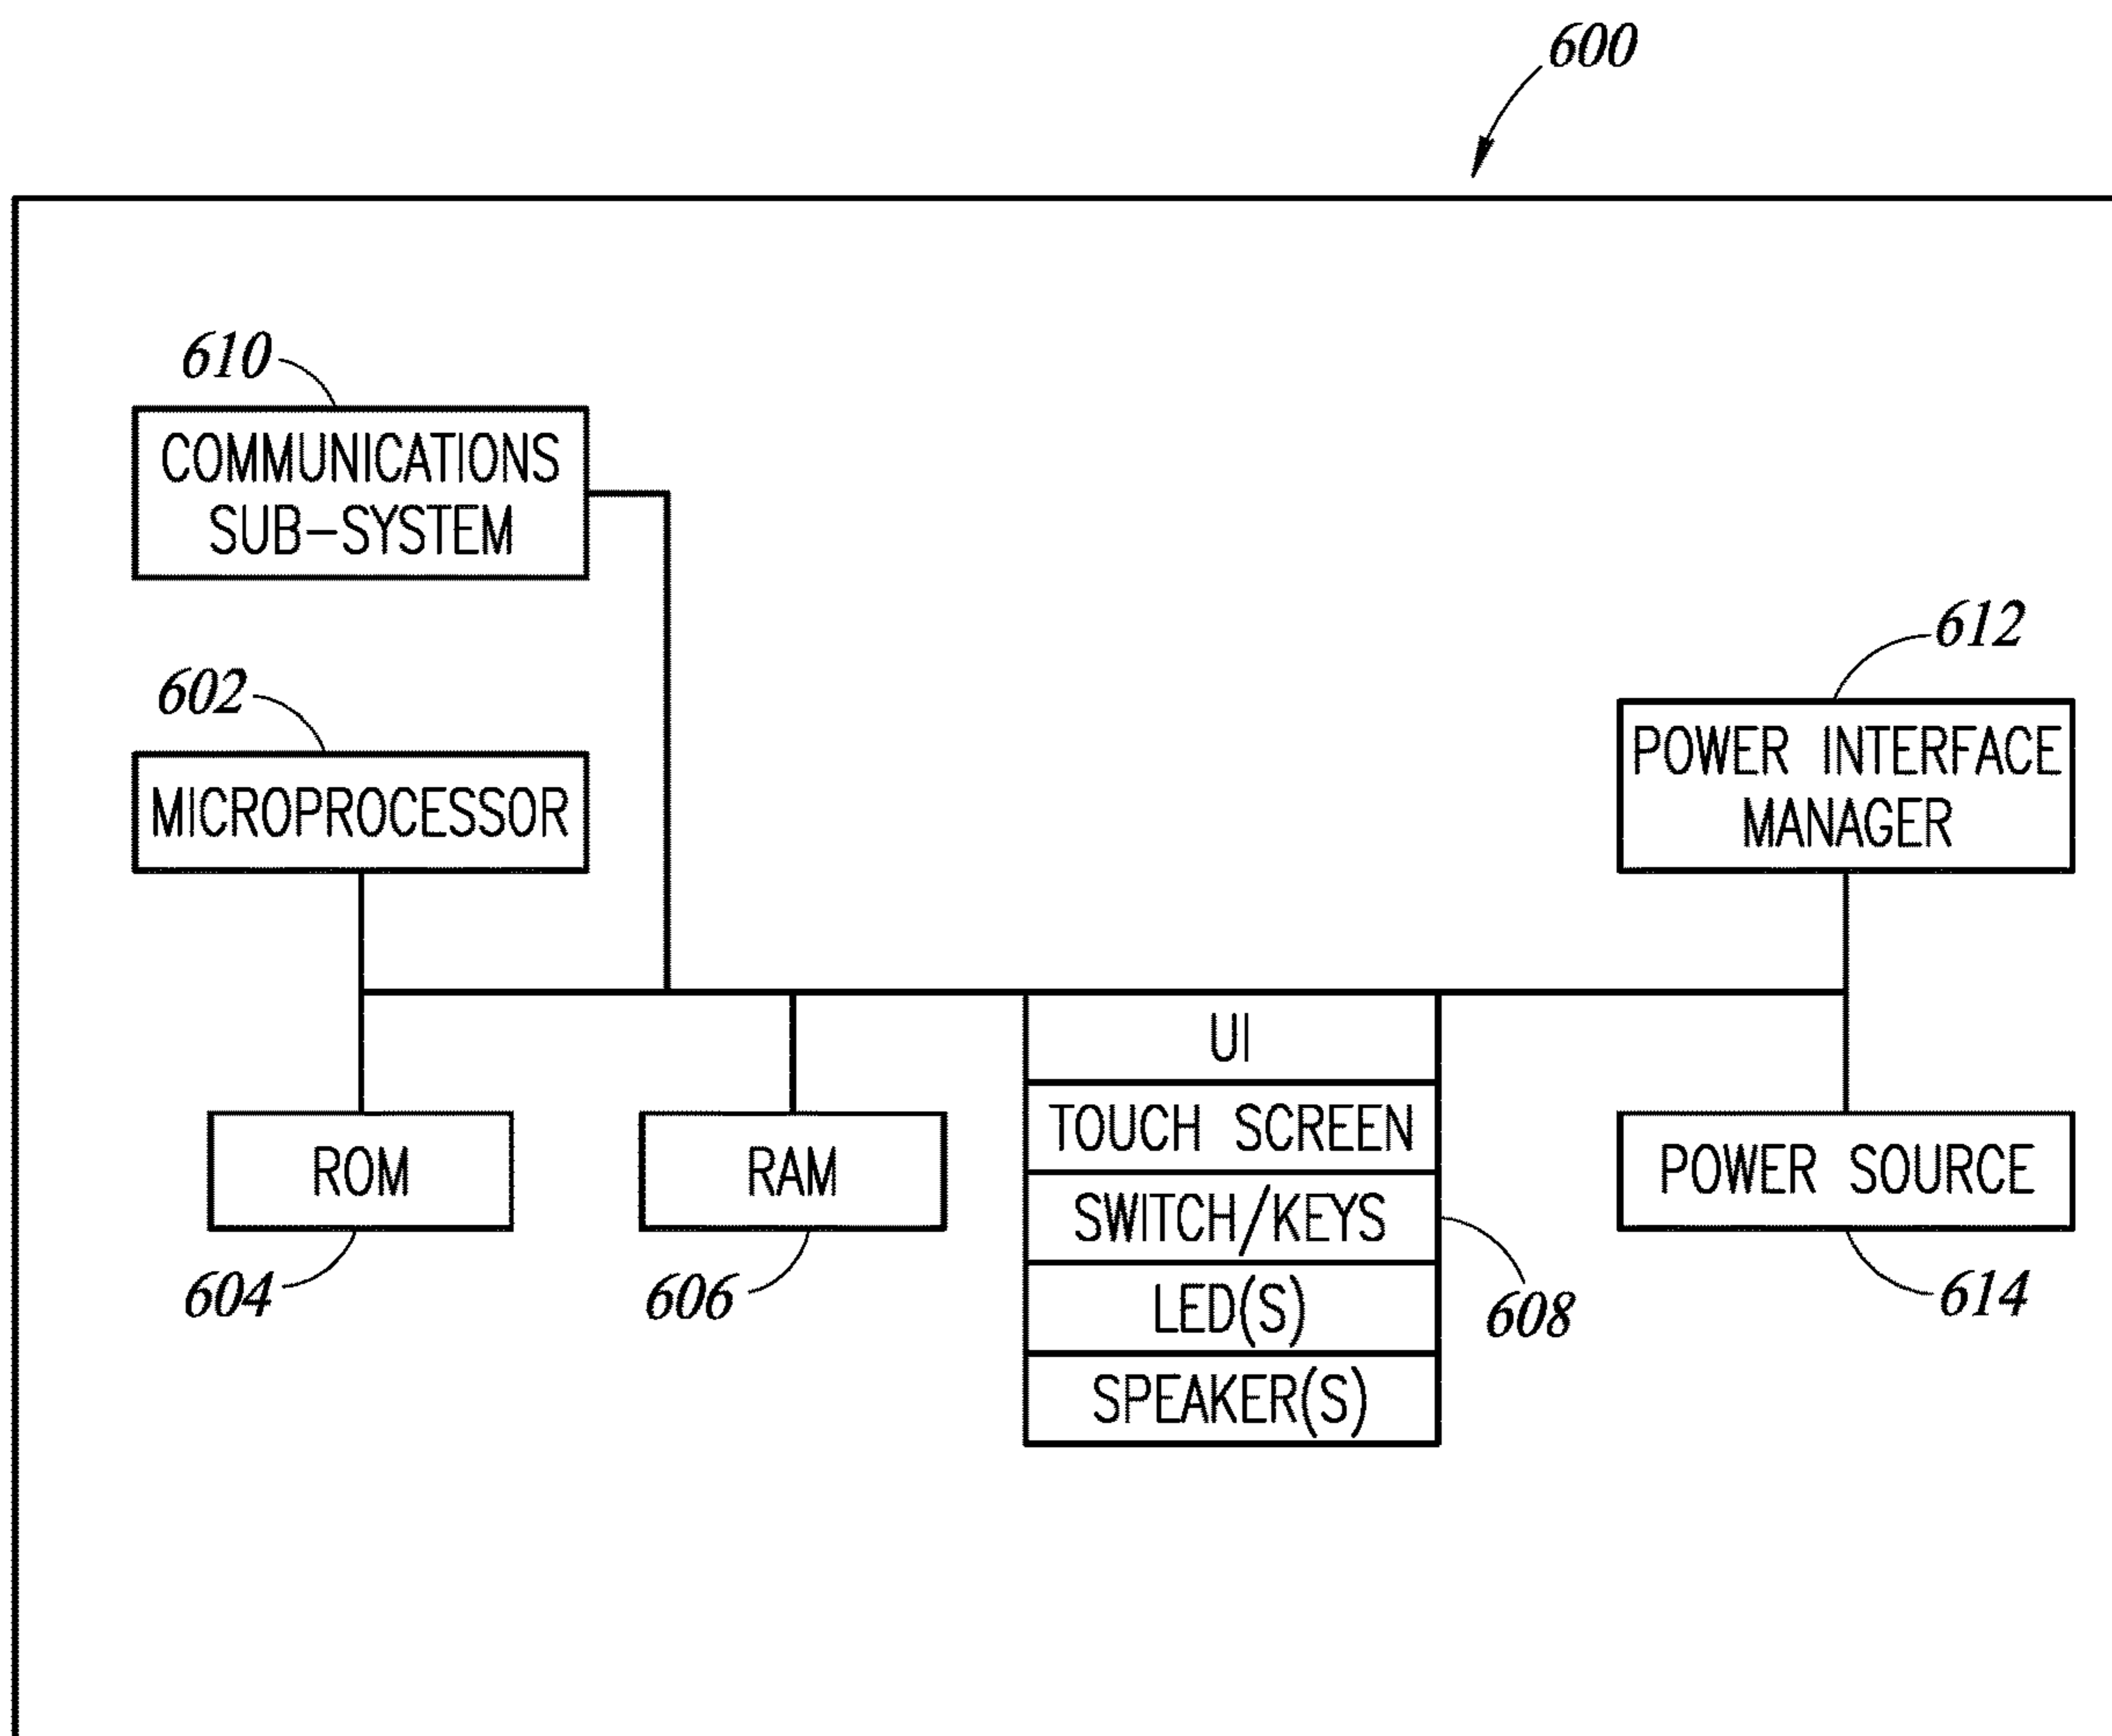 600
610
COMMUNICATIONS
SUB-SYSTEM
602
MICROPROCESSOR
612
POWER INTERFACE
MANAGER
UI
TOUCH SCREEN
SWITCH/KEYS
LED(S)
SPEAKER(S)
608
ROM
604
RAM
606
POWER SOURCE
614